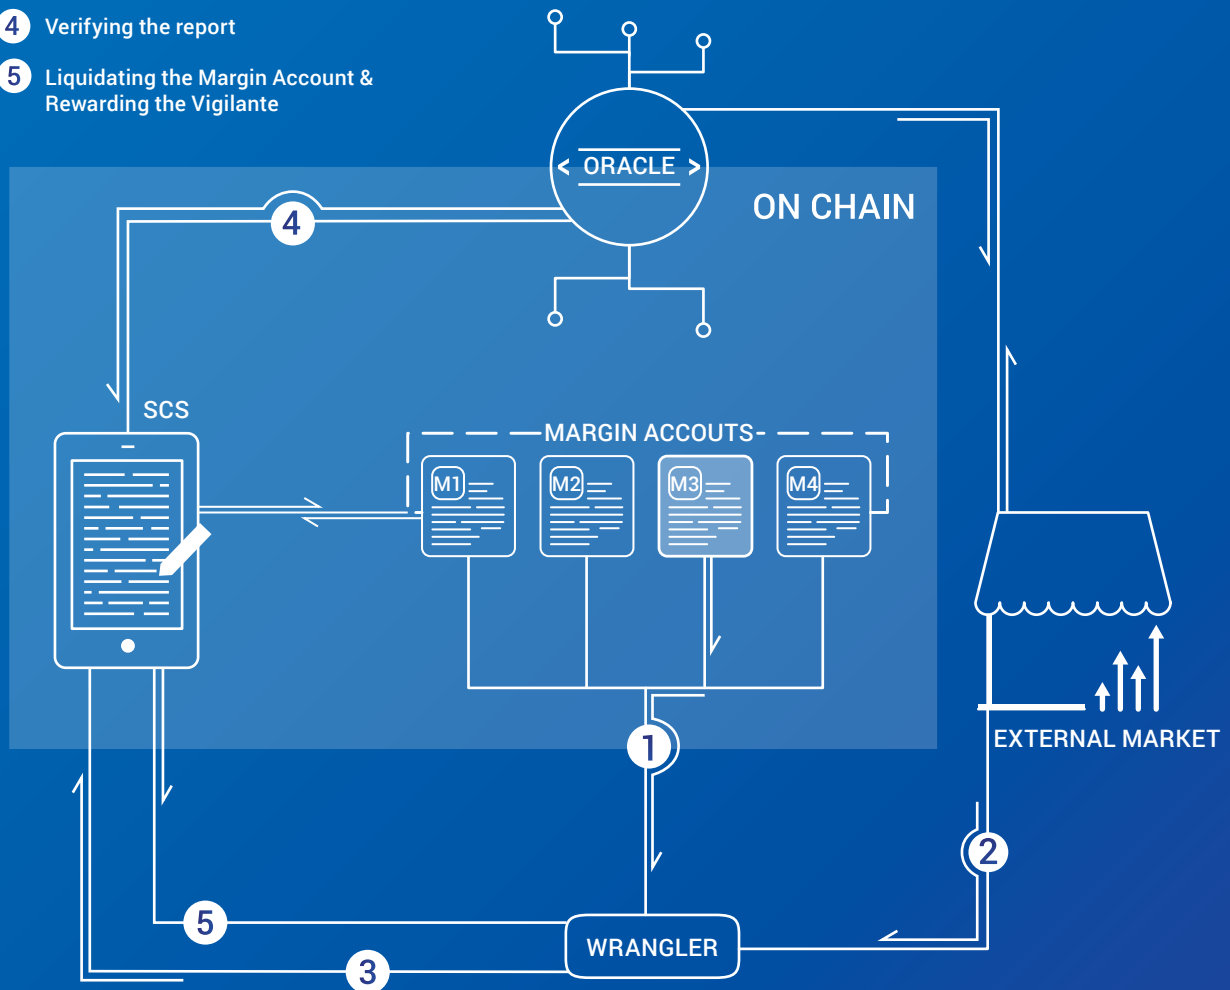 4 Verifying the report
5 Liquidating the Margin Account &
Rewarding the Vigilante
< ORACLE >
ON CHAIN
4
SCS
MARGIN ACCOUTS
M1 M2 M3 M4
1
EXTERNAL MARKET
2
5
WRANGLER
3